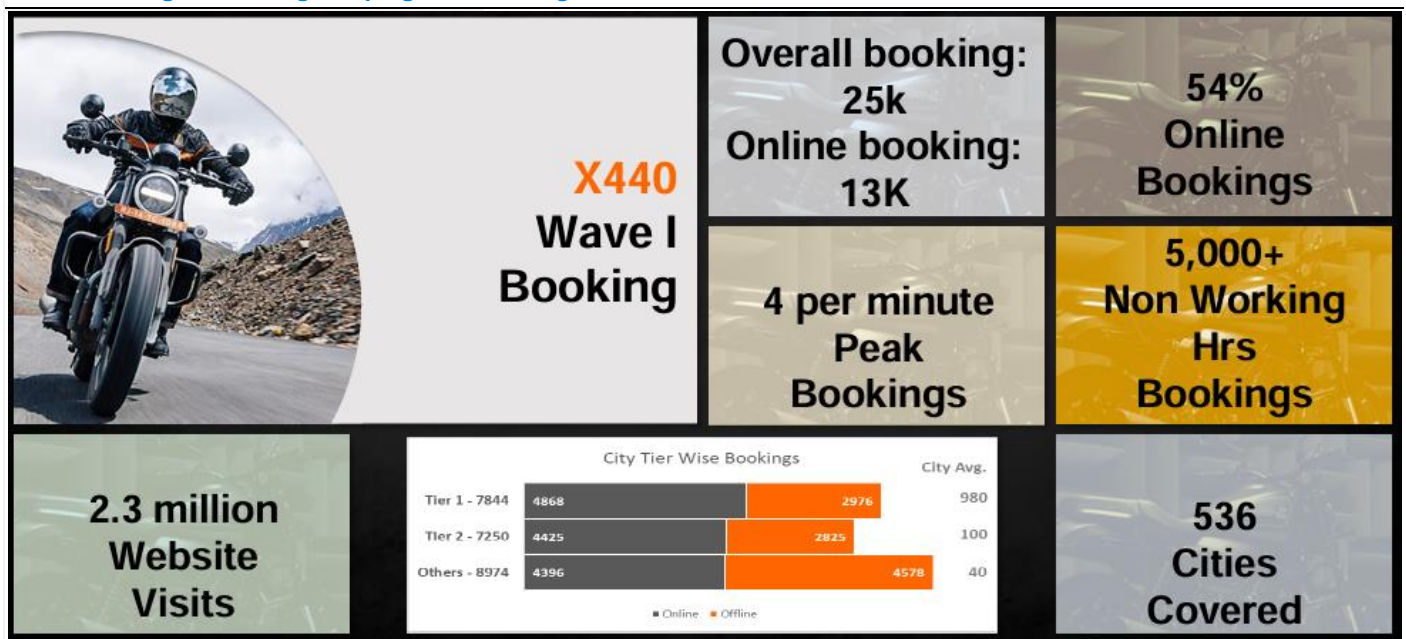 X440
Wave I
Booking
Overall booking:
25k
Online booking:
13K
54%
Online
Bookings
4 per minute
Peak
Bookings
5,000+
Non Working
Hrs
Bookings
2.3 million
Website
Visits
City Tier Wise Bookings
City Avg.
Tier 1 - 7844 4868 2976 980
Tier 2 - 7250 4425 2825 100
Others - 8974 4396 4578 40
Online Offline
536
Cities
Covered